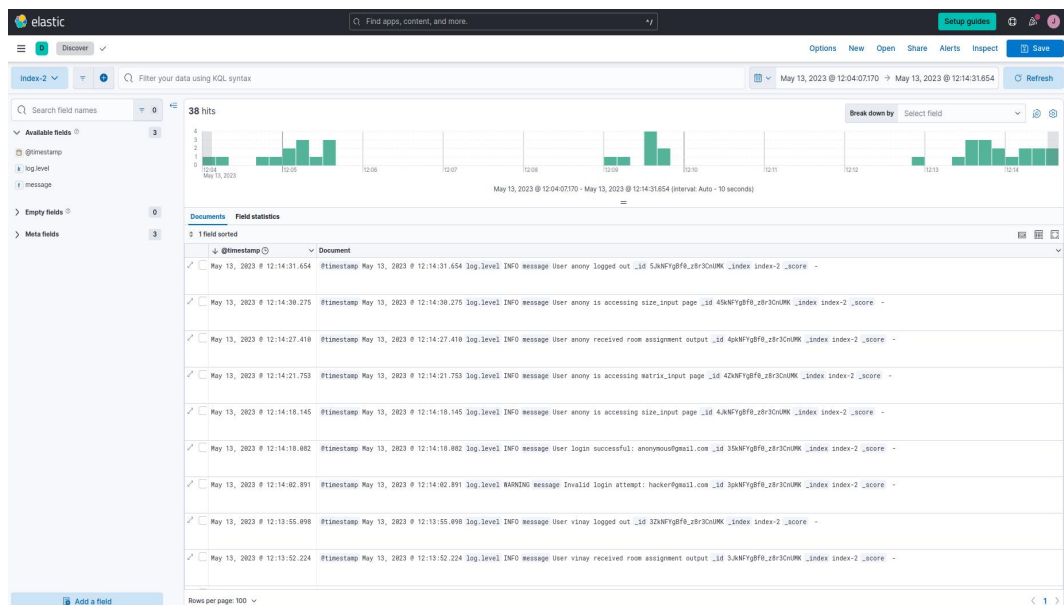 elastic
Find apps, content, and more.
^/
Setup guides
J
D
Discover
Options New Open Share Alerts Inspect Save
index-2
Filter your data using KQL syntax
May 13, 2023 @ 12:04:07.170 → May 13, 2023 @ 12:14:31.654
Refresh
Search field names 0
Available fields 3
@timestamp
k log.level
t message
Empty fields 0
Meta fields 3
Add a field
38 hits
Break down by Select field
4
3
2
1
0
12:04 12:05 12:06 12:07 12:08 12:09 12:10 12:11 12:12 12:13 12:14
May 13, 2023
May 13, 2023 @ 12:04:07.170 - May 13, 2023 @ 12:14:31.654 (interval: Auto - 10 seconds)
Documents Field statistics
1 field sorted
@timestamp Document
May 13, 2023 @ 12:14:31.654 @timestamp May 13, 2023 @ 12:14:31.654 log.level INFO message User anony logged out _id 5JkNFYgBf0_z8r3CnUMK _index index-2 _score -
May 13, 2023 @ 12:14:30.275 @timestamp May 13, 2023 @ 12:14:30.275 log.level INFO message User anony is accessing size_input page _id 45kNFYgBf0_z8r3CnUMK _index index-2 _score -
May 13, 2023 @ 12:14:27.410 @timestamp May 13, 2023 @ 12:14:27.410 log.level INFO message User anony received room assignment output _id 4pkNFYgBf0_z8r3CnUMK _index index-2 _score -
May 13, 2023 @ 12:14:21.753 @timestamp May 13, 2023 @ 12:14:21.753 log.level INFO message User anony is accessing matrix_input page _id 4ZkNFYgBf0_z8r3CnUMK _index index-2 _score -
May 13, 2023 @ 12:14:18.145 @timestamp May 13, 2023 @ 12:14:18.145 log.level INFO message User anony is accessing size_input page _id 4JkNFYgBf0_z8r3CnUMK _index index-2 _score -
May 13, 2023 @ 12:14:18.082 @timestamp May 13, 2023 @ 12:14:18.082 log.level INFO message User login successful: anonymous@gmail.com _id 35kNFYgBf0_z8r3CnUMK _index index-2 _score -
May 13, 2023 @ 12:14:02.891 @timestamp May 13, 2023 @ 12:14:02.891 log.level WARNING message Invalid login attempt: hacker@gmail.com _id 3pkNFYgBf0_z8r3CnUMK _index index-2 _score -
May 13, 2023 @ 12:13:55.098 @timestamp May 13, 2023 @ 12:13:55.098 log.level INFO message User vinay logged out _id 3ZkNFYgBf0_z8r3CnUMK _index index-2 _score -
May 13, 2023 @ 12:13:52.224 @timestamp May 13, 2023 @ 12:13:52.224 log.level INFO message User vinay received room assignment output _id 3JkNFYgBf0_z8r3CnUMK _index index-2 _score -
Rows per page: 100
< 1 >